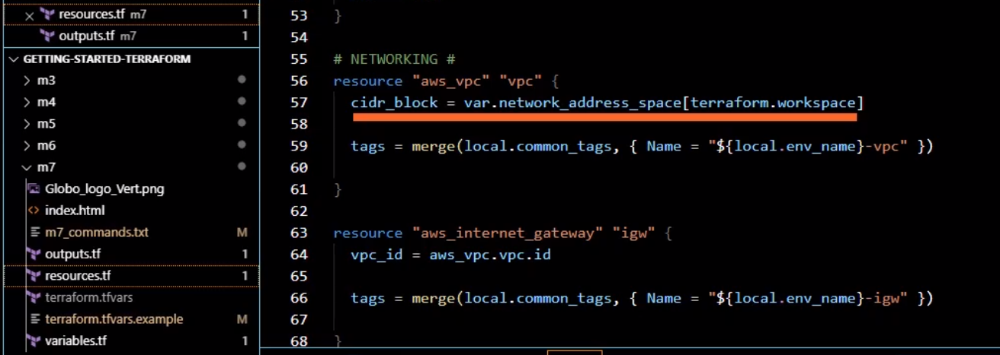 resources.tf m7 1
outputs.tf m7 1
GETTING-STARTED-TERRAFORM
m3
m4
m5
m6
m7
Globo_logo_Vert.png
<> index.html
m7_commands.txt M
outputs.tf 1
resources.tf 1
terraform.tfvars
terraform.tfvars.example M
variables.tf 1
53 }
54
55 # NETWORKING #
56 resource "aws_vpc" "vpc" {
57 cidr_block = var.network_address_space[terraform.workspace]
58
59 tags = merge(local.common_tags, { Name = "${local.env_name}-vpc" })
60
61 }
62
63 resource "aws_internet_gateway" "igw" {
64 vpc_id = aws_vpc.vpc.id
65
66 tags = merge(local.common_tags, { Name = "${local.env_name}-igw" })
67
68 }